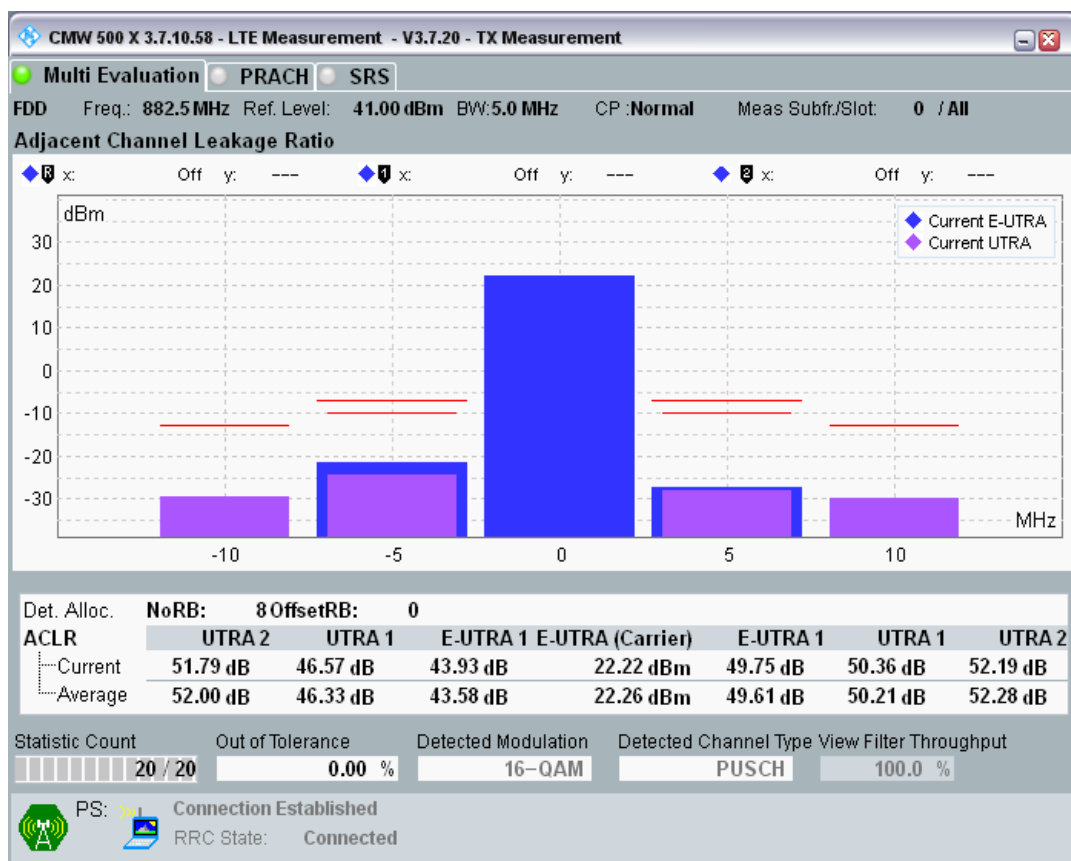 CMW 500 X 3.7.10.58 - LTE Measurement - V3.7.20 - TX Measurement
Multi Evaluation PRACH SRS
FDD Freq.: 882.5 MHz Ref. Level: 41.00 dBm BW:5.0 MHz CP :Normal Meas Subfr./Slot: 0 / All
Adjacent Channel Leakage Ratio
R x: Off y: --- 1 x: Off y: --- 2 x: Off y: ---
dBm
Current E-UTRA
Current UTRA
30
20
10
0
-10
-20
-30
MHz
-10 -5 0 5 10
Det. Alloc. NoRB: 8 OffsetRB: 0
ACLR UTRA 2 UTRA 1 E-UTRA 1 E-UTRA (Carrier) E-UTRA 1 UTRA 1 UTRA 2
Current 51.79 dB 46.57 dB 43.93 dB 22.22 dBm 49.75 dB 50.36 dB 52.19 dB
Average 52.00 dB 46.33 dB 43.58 dB 22.26 dBm 49.61 dB 50.21 dB 52.28 dB
Statistic Count Out of Tolerance Detected Modulation Detected Channel Type View Filter Throughput
20 / 20 0.00 % 16-QAM PUSCH 100.0 %
PS: Connection Established
RRC State: Connected